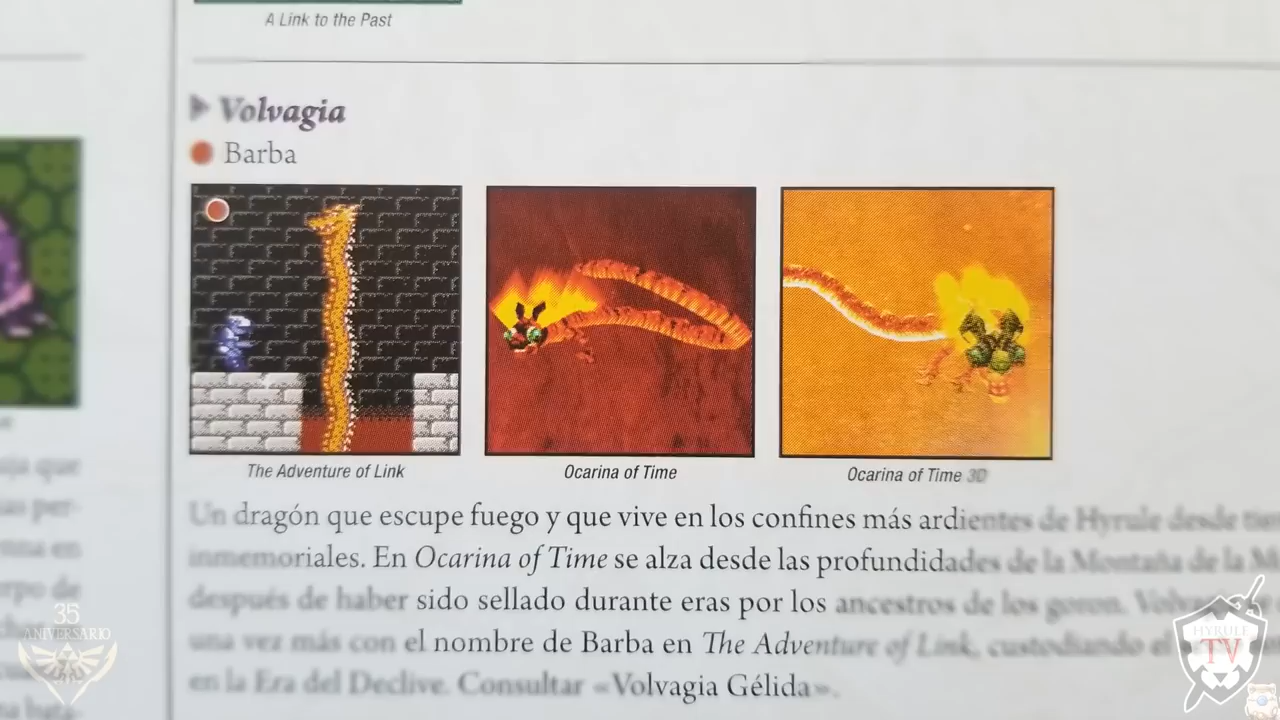 A Link to the Past
Volvagia
Barba
The Adventure of Link
Ocarina of Time
Ocarina of Time 3D
Un dragón que escupe fuego y que vive en los confines más ardientes de Hyrule desde
inmemoriales. En Ocarina of Time se alza desde las profundidades de la Montaña de la
después de haber sido sellado durante eras por los ancestros de los goron.
una vez más con el nombre de Barba en The Adventure of Link, custodiando el
en la Era del Declive. Consultar «Volvagia Gélida».
que
en
35
ANIVERSARIO
HYRULE
TV